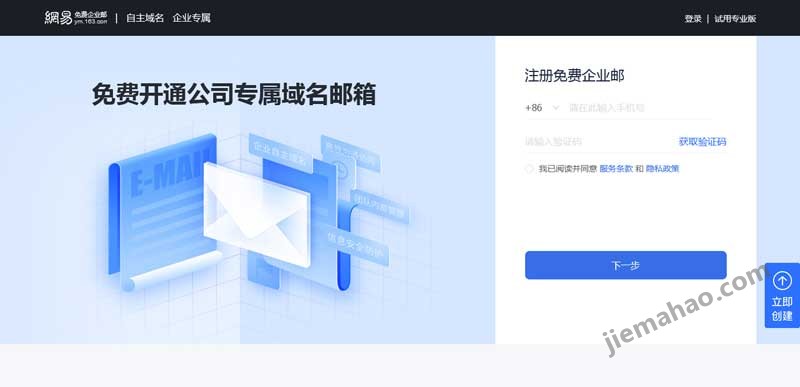 網易 免费企业邮 | 自主域名 企业专属
ym.163.com
登录 | 试用专业版
免费开通公司专属域名邮箱
E-MAIL
企业自主域名
团队内部管理
信息安全防护
注册免费企业邮
+86 请在此输入手机号
请输入验证码 获取验证码
我已阅读并同意 服务条款 和 隐私政策
下一步
立即
创建
jiemahao.com